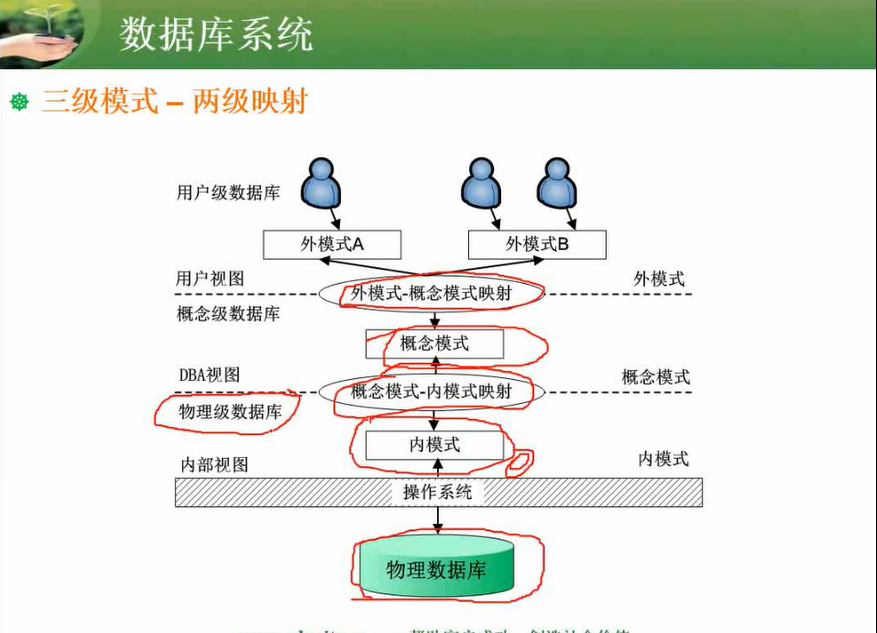 数据库系统
三级模式 – 两级映射
用户级数据库
外模式A
外模式B
用户视图
外模式-概念模式映射
外模式
概念级数据库
概念模式
DBA视图
概念模式-内模式映射
概念模式
物理级数据库
内模式
内部视图
内模式
操作系统
物理数据库